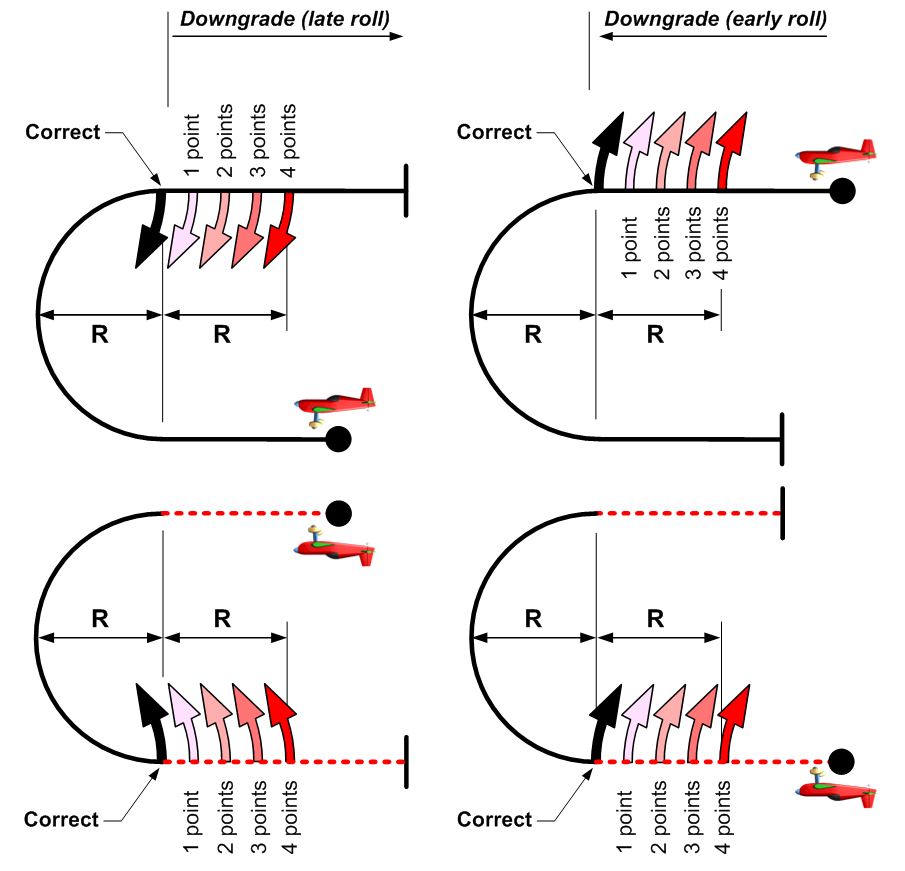 Downgrade (late roll)
Downgrade (early roll)
Correct
1 point
2 points
3 points
4 points
Correct
1 point
2 points
3 points
4 points
R
R
R
R
R
R
R
R
Correct
1 point
2 points
3 points
4 points
Correct
1 point
2 points
3 points
4 points